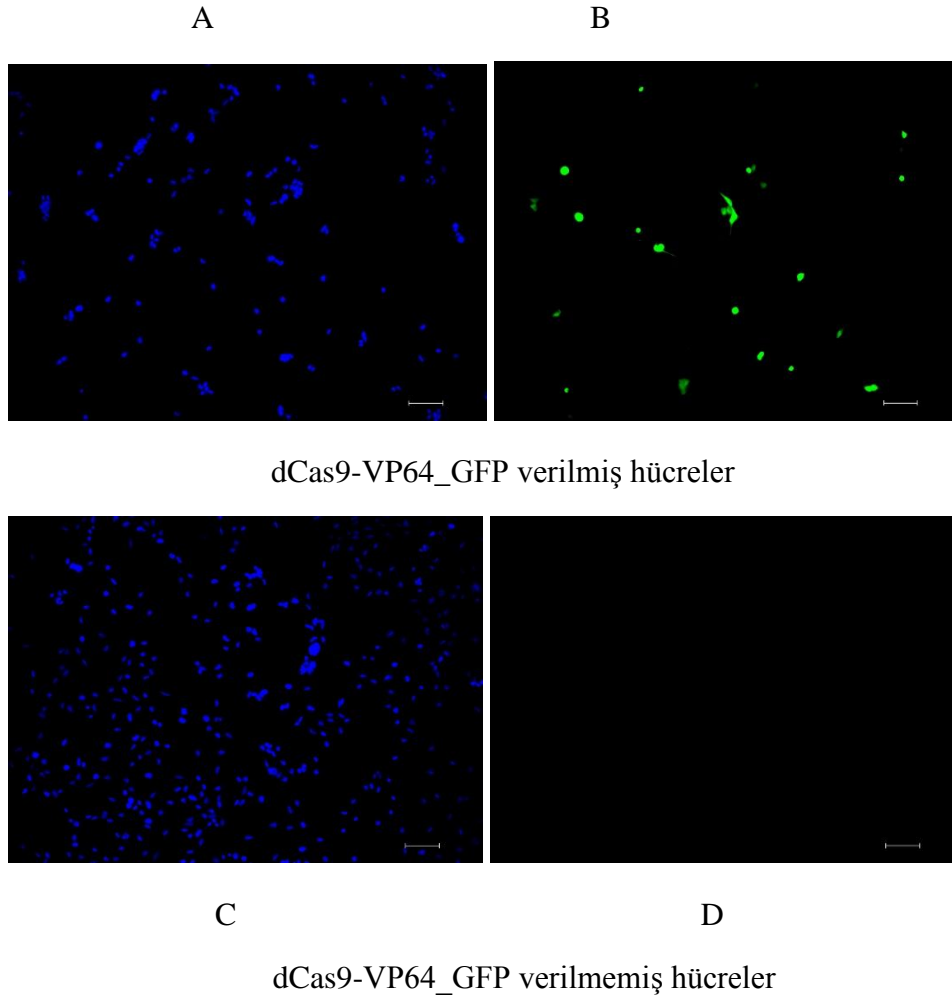 A B
dCas9-VP64_GFP verilmiş hücreler
C D
dCas9-VP64_GFP verilmemiş hücreler